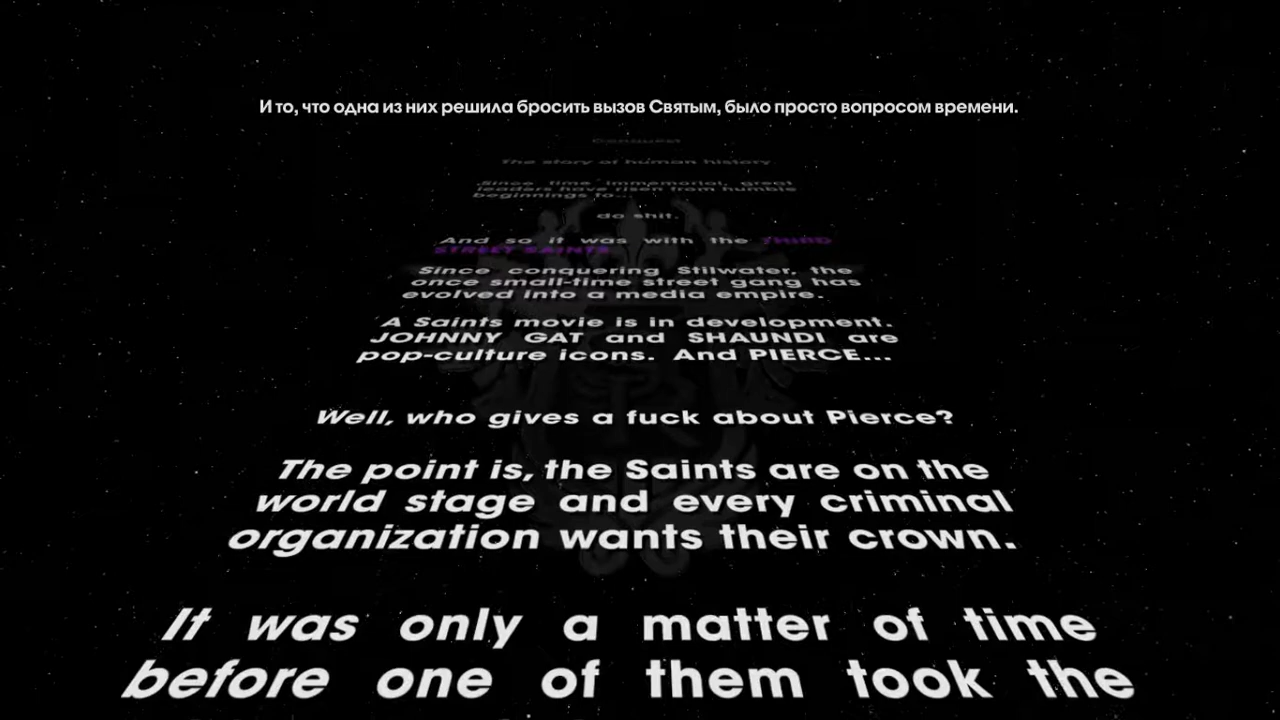 И то, что одна из них решила бросить вызов Святым, было просто вопросом времени.
Conquest
The story of human history
Since time immemorial, great
leaders have risen from humble
beginnings to...
do shit.
And so it was with the THIRD
STREET SAINTS.
Since conquering Stilwater, the
once small-time street gang has
evolved into a media empire.
A Saints movie is in development.
JOHNNY GAT and SHAUNDI are
pop-culture icons. And PIERCE...
Well, who gives a fuck about Pierce?
The point is, the Saints are on the
world stage and every criminal
organization wants their crown.
It was only a matter of time
before one of them took the